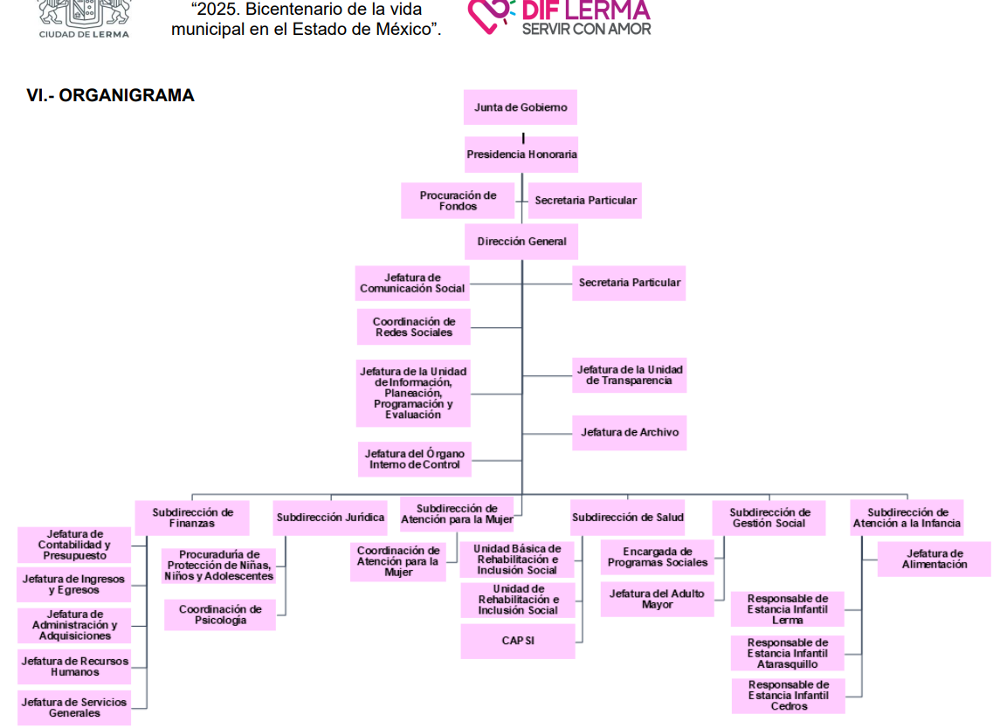 “2025. Bicentenario de la vida
municipal en el Estado de México”.
CIUDAD DE LERMA
DIF LERMA
SERVIR CON AMOR
VI.- ORGANIGRAMA
Junta de Gobierno
Presidencia Honoraria
Procuración de
Fondos
Secretaria Particular
Dirección General
Jefatura de
Comunicación Social
Secretaria Particular
Coordinación de
Redes Sociales
Jefatura de la Unidad
de Información,
Planeación,
Programación y
Evaluación
Jefatura de la Unidad
de Transparencia
Jefatura de Archivo
Jefatura del Órgano
Interno de Control
Subdirección de
Finanzas
Subdirección Jurídica
Subdirección de
Atención para la Mujer
Subdirección de Salud
Subdirección de
Gestión Social
Subdirección de
Atención a la Infancia
Jefatura de
Contabilidad y
Presupuesto
Jefatura de Ingresos
y Egresos
Jefatura de
Administración y
Adquisiciones
Jefatura de Recursos
Humanos
Jefatura de Servicios
Generales
Procuraduría de
Protección de Niñas,
Niños y Adolescentes
Coordinación de
Psicología
Coordinación de
Atención para la
Mujer
Unidad Básica de
Rehabilitación e
Inclusión Social
Unidad de
Rehabilitación e
Inclusión Social
CAPSI
Encargada de
Programas Sociales
Jefatura del Adulto
Mayor
Jefatura de
Alimentación
Responsable de
Estancia Infantil
Lerma
Responsable de
Estancia Infantil
Atarasquillo
Responsable de
Estancia Infantil
Cedros